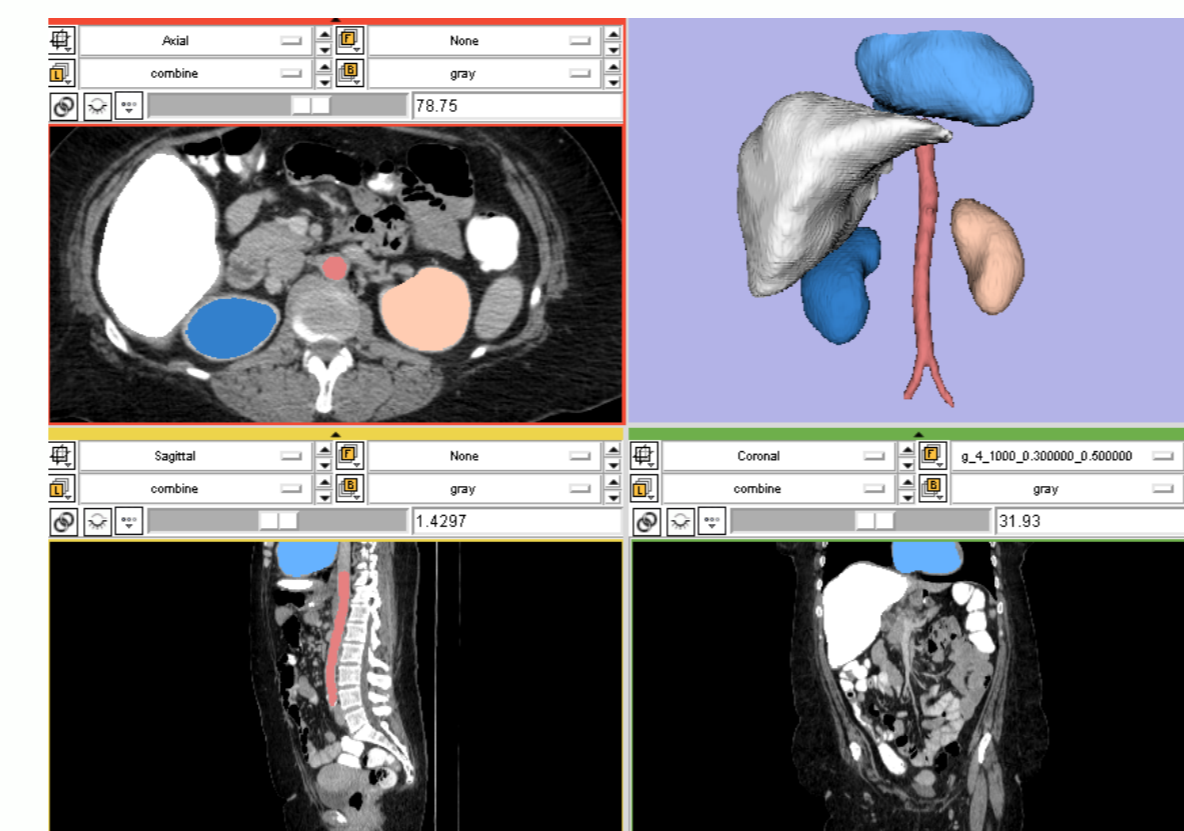 Axial
F
None
L
combine
B
gray
78.75
Sagittal
F
None
L
combine
B
gray
1.4297
Coronal
F
g_4_1000_0.300000_0.500000
L
combine
B
gray
31.93